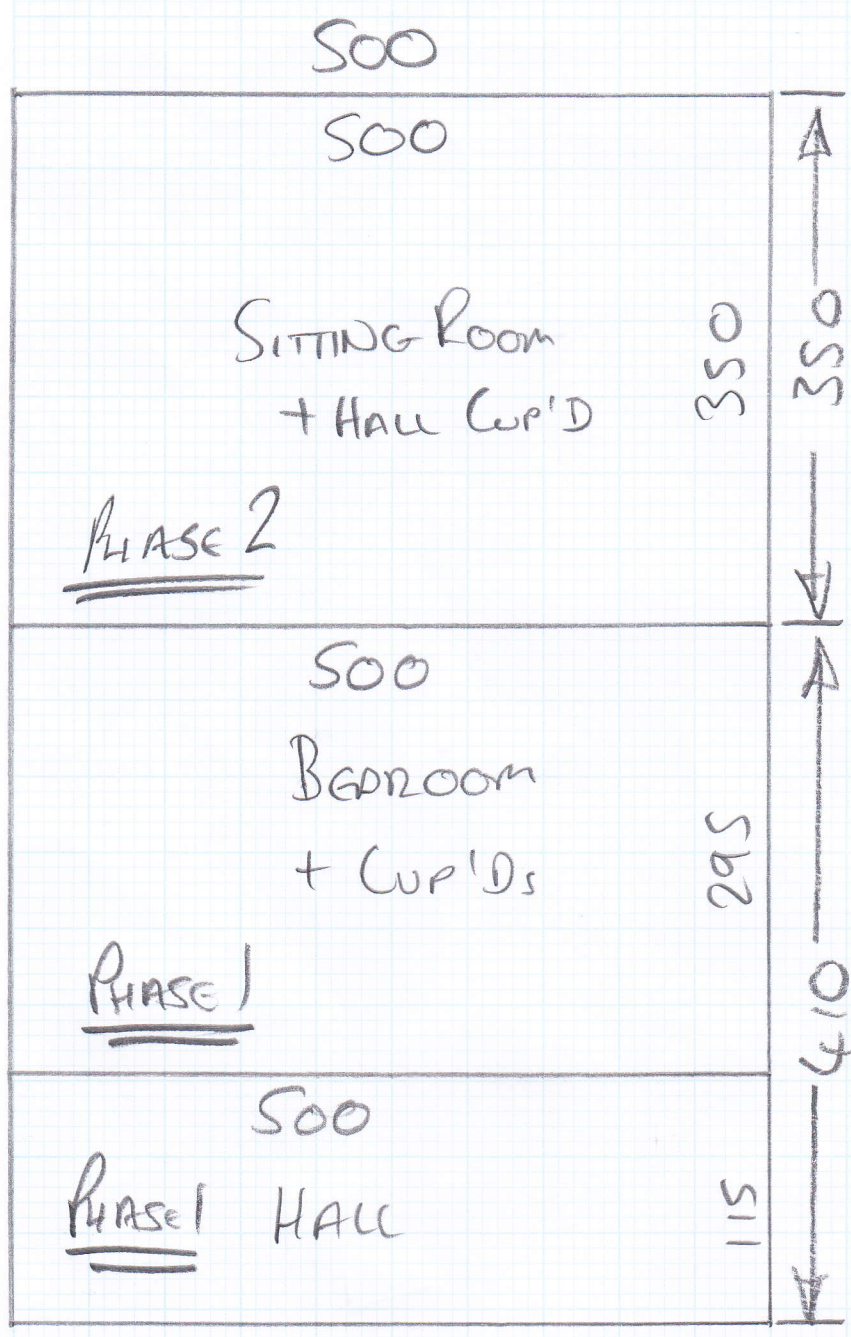 500
500
SITTING ROOM
+ HALL CUP'D
350
350
PHASE 2
500
BEDROOM
+ CUP'Ds
295
410
PHASE 1
500
PHASE 1 HALL
115